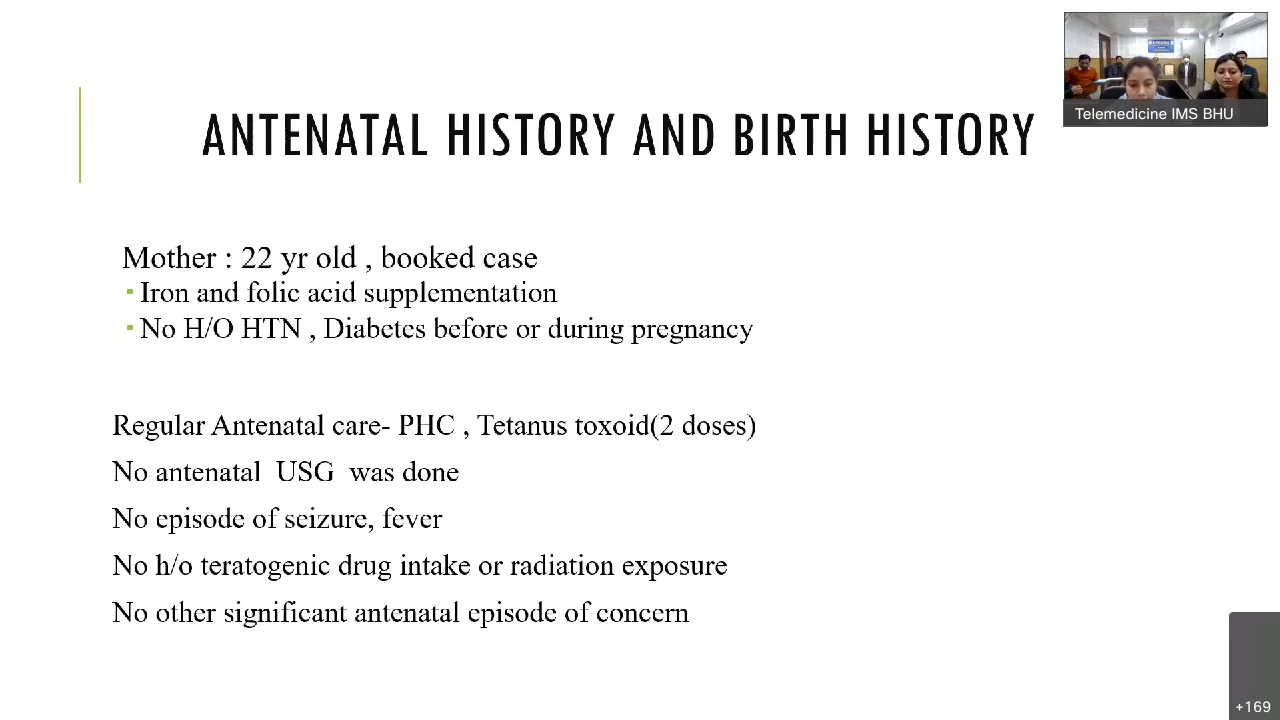 Telemedicine IMS BHU
ANTENATAL HISTORY AND BIRTH HISTORY
Mother : 22 yr old , booked case
Iron and folic acid supplementation
No H/O HTN , Diabetes before or during pregnancy
Regular Antenatal care- PHC , Tetanus toxoid(2 doses)
No antenatal USG was done
No episode of seizure, fever
No h/o teratogenic drug intake or radiation exposure
No other significant antenatal episode of concern
+169